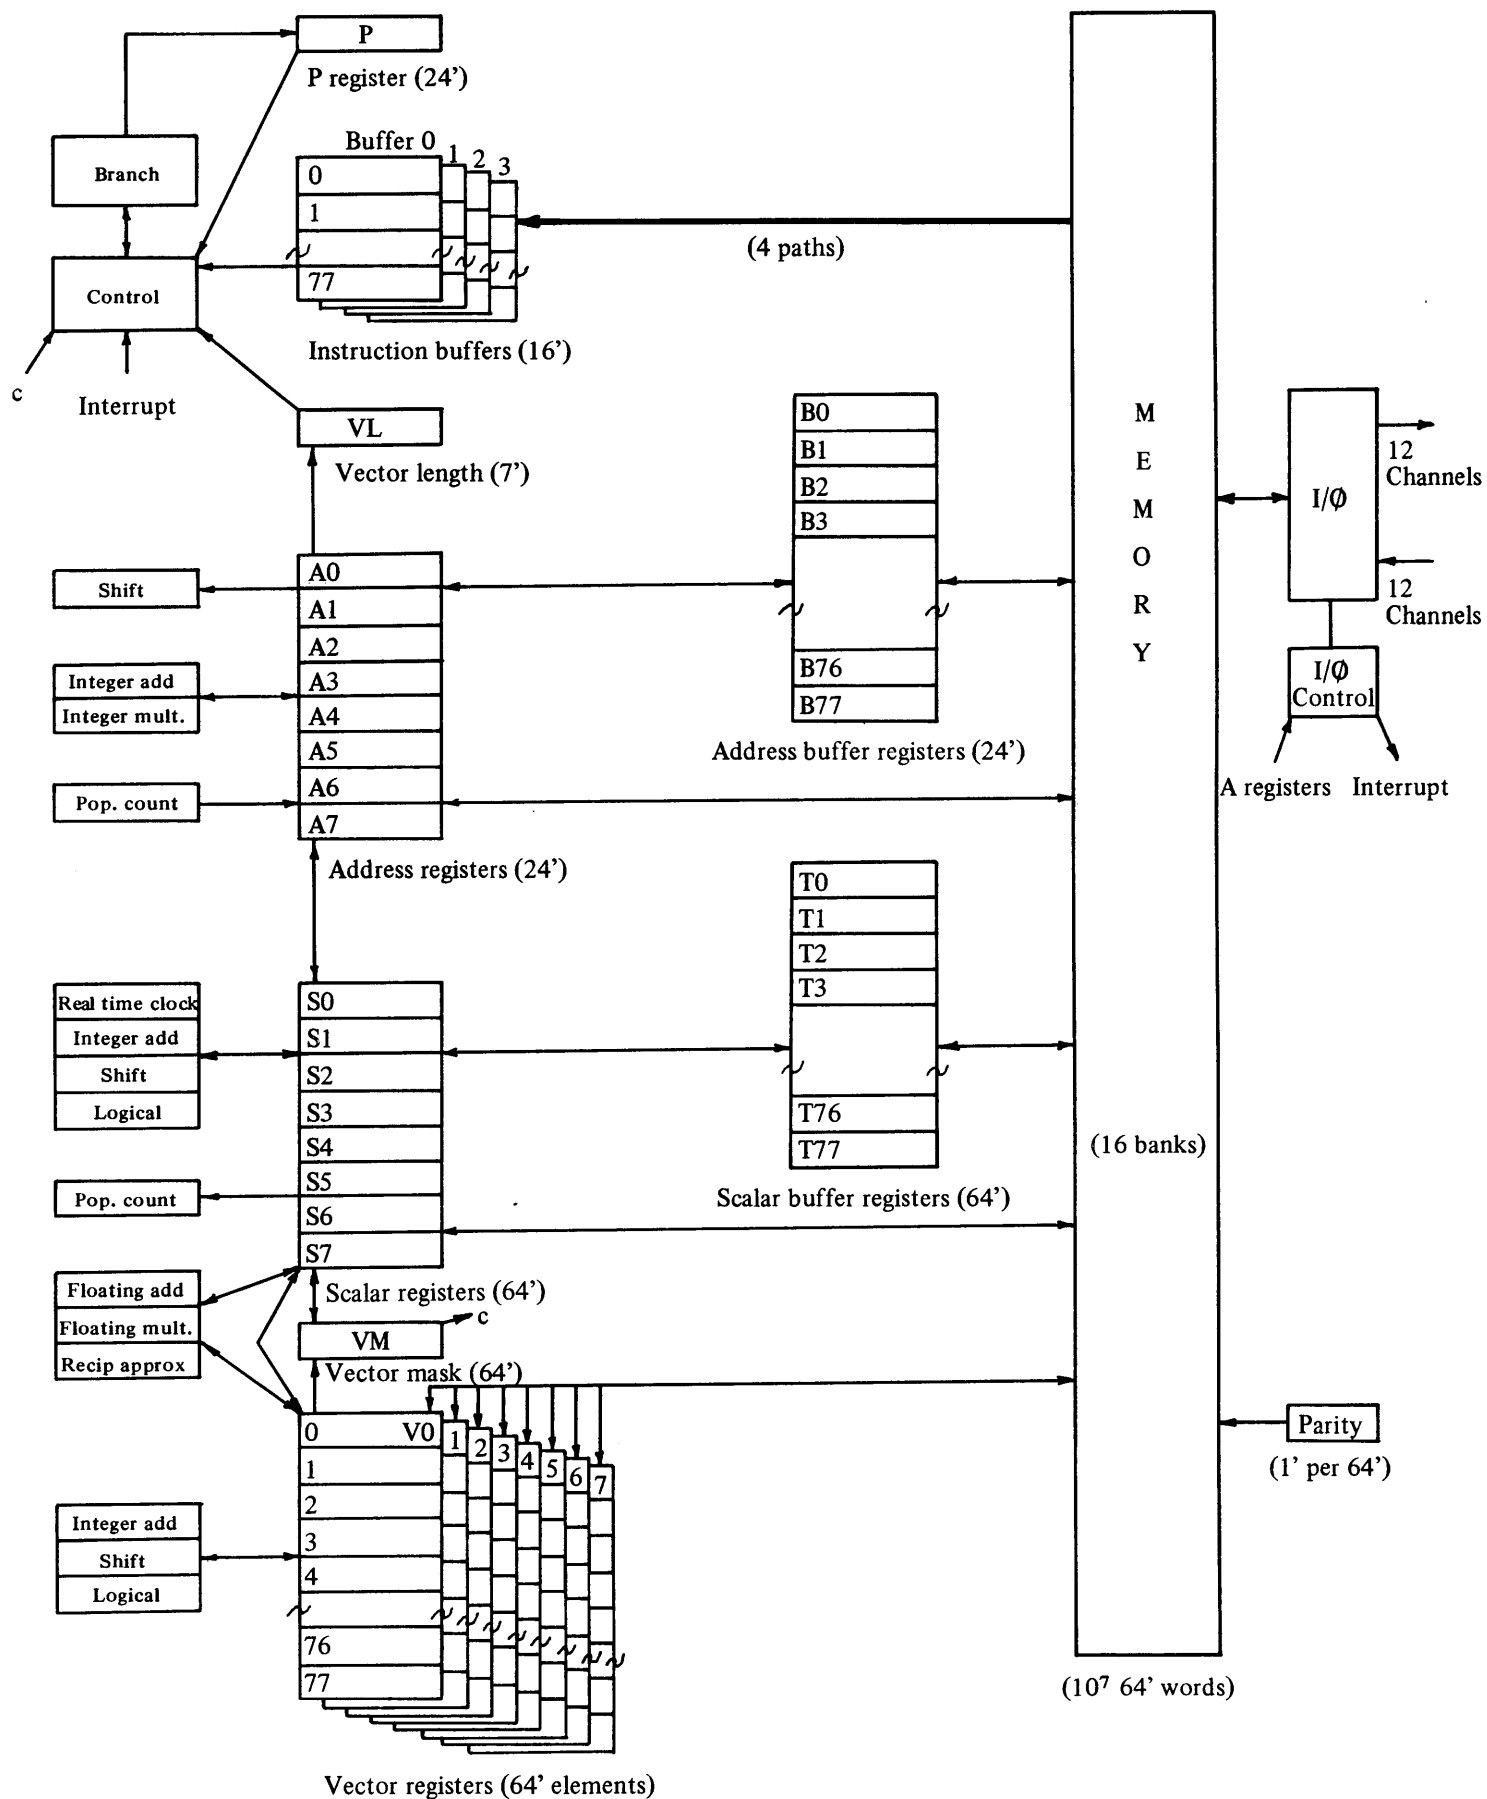 P
P register (24')
Branch
Control
c
Interrupt
Buffer 0
1
2
3
0
1
77
Instruction buffers (16')
(4 paths)
VL
Vector length (7')
Shift
Integer add
Integer mult.
Pop. count
A0
A1
A2
A3
A4
A5
A6
A7
Address registers (24')
B0
B1
B2
B3
B76
B77
Address buffer registers (24')
Real time clock
Integer add
Shift
Logical
Pop. count
S0
S1
S2
S3
S4
S5
S6
S7
Scalar registers (64')
T0
T1
T2
T3
T76
T77
Scalar buffer registers (64')
Floating add
Floating mult.
Recip approx
VM
c
Vector mask (64')
Integer add
Shift
Logical
0 V0
1
2
3
4
76
77
1
2
3
4
5
6
7
Vector registers (64' elements)
MEMORY
(16 banks)
(10⁷ 64' words)
I/Ø
12
Channels
12
Channels
I/Ø
Control
A registers Interrupt
Parity
(1' per 64')